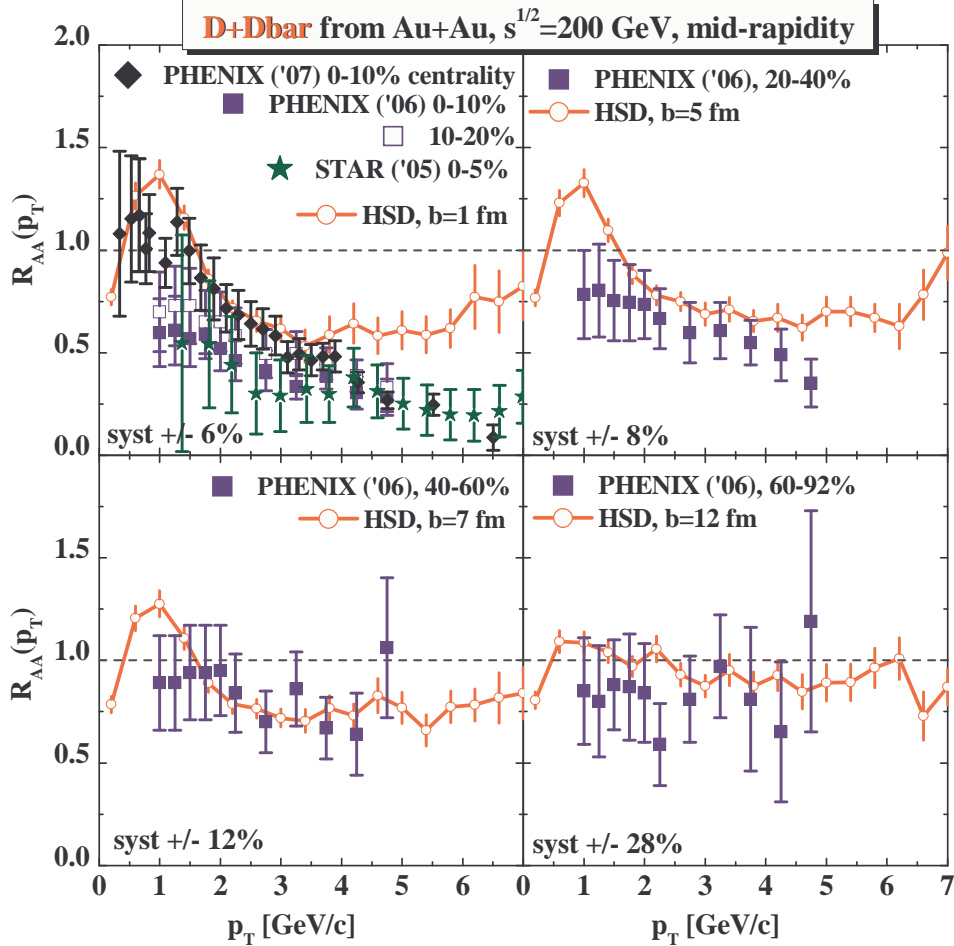 D+Dbar from Au+Au, s^1/2=200 GeV, mid-rapidity
2.0
1.5
1.0
0.5
0.0
R_AA(p_T)
PHENIX ('07) 0-10% centrality
PHENIX ('06) 0-10%
10-20%
STAR ('05) 0-5%
HSD, b=1 fm
syst +/- 6%
PHENIX ('06), 20-40%
HSD, b=5 fm
syst +/- 8%
1.5
1.0
0.5
0.0
R_AA(p_T)
PHENIX ('06), 40-60%
HSD, b=7 fm
syst +/- 12%
PHENIX ('06), 60-92%
HSD, b=12 fm
syst +/- 28%
0 1 2 3 4 5 6 0 1 2 3 4 5 6 7
p_T [GeV/c] p_T [GeV/c]